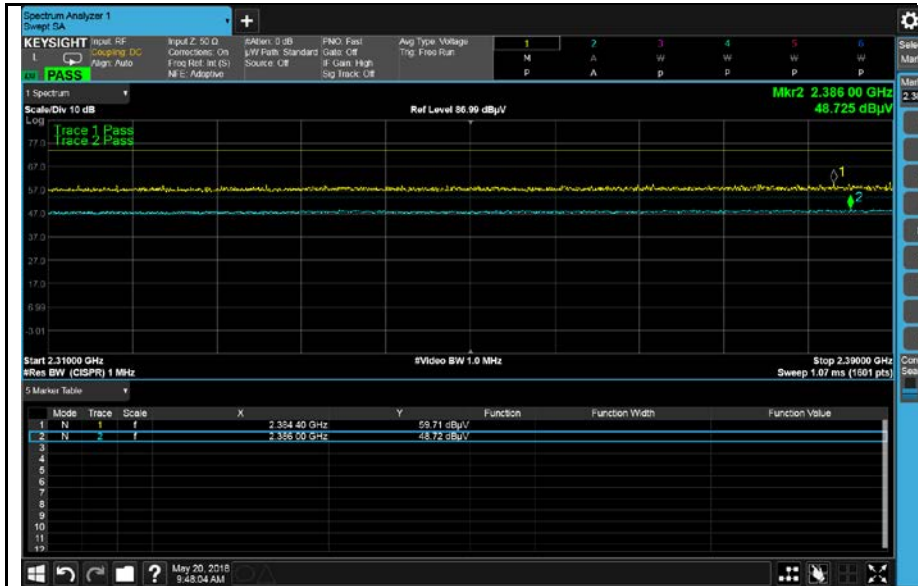 Spectrum Analyzer 1
Swept SA
+
KEYSIGHT Input: RF Input Z: 50 Ω #Atten: 0 dB PNO: Fast Avg Type: Voltage 1 2 3 4 5 6
L Coupling: DC Corrections: On µW Path: Standard Gate: Off Trig: Free Run M A W W W W
Align: Auto Freq Ref: Int (S) Source: Off IF Gain: High
PASS NFE: Adaptive Sig Track: Off P A P P P P
1 Spectrum
Mkr2 2.386 00 GHz
Scale/Div 10 dB Ref Level 86.99 dBµV 48.725 dBµV
Log
Trace 1 Pass
Trace 2 Pass
77.0
67.0
1
57.0
2
47.0
37.0
27.0
17.0
6.99
-3.01
Start 2.31000 GHz #Video BW 1.0 MHz Stop 2.39000 GHz
#Res BW (CISPR) 1 MHz Sweep 1.07 ms (1601 pts)
5 Marker Table
Mode Trace Scale X Y Function Function Width Function Value
1 N 1 f 2.384 40 GHz 59.71 dBµV
2 N 2 f 2.386 00 GHz 48.72 dBµV
3
4
5
6
7
8
9
10
11
12
? May 20, 2018
9:48:04 AM